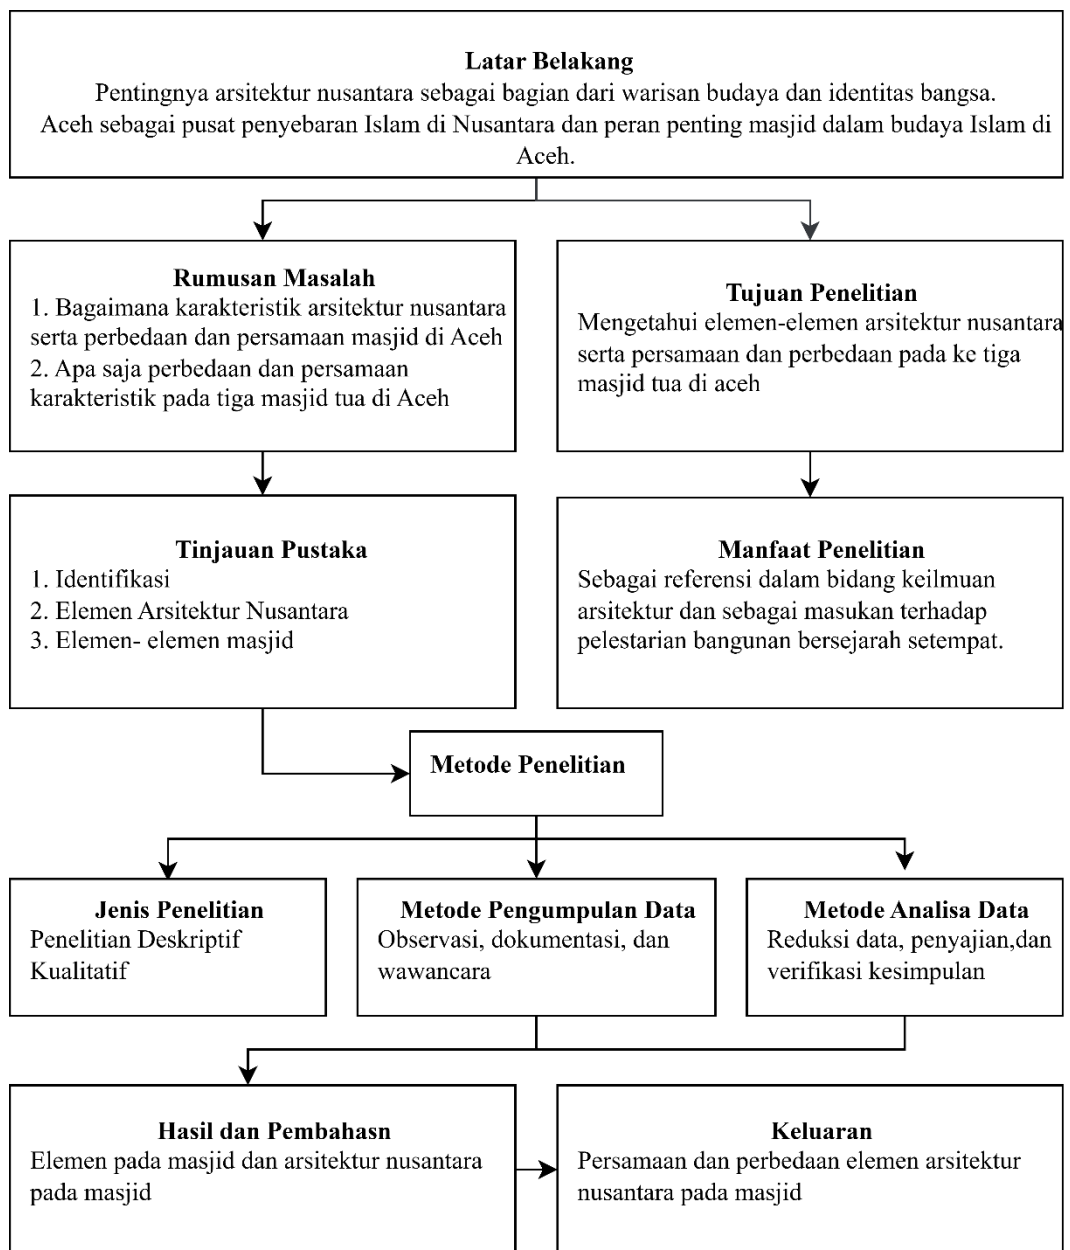 Latar Belakang
Pentingnya arsitektur nusantara sebagai bagian dari warisan budaya dan identitas bangsa.
Aceh sebagai pusat penyebaran Islam di Nusantara dan peran penting masjid dalam budaya Islam di
Aceh.
Rumusan Masalah
1. Bagaimana karakteristik arsitektur nusantara
serta perbedaan dan persamaan masjid di Aceh
2. Apa saja perbedaan dan persamaan
karakteristik pada tiga masjid tua di Aceh
Tujuan Penelitian
Mengetahui elemen-elemen arsitektur nusantara
serta persamaan dan perbedaan pada ke tiga
masjid tua di aceh
Tinjauan Pustaka
1. Identifikasi
2. Elemen Arsitektur Nusantara
3. Elemen- elemen masjid
Manfaat Penelitian
Sebagai referensi dalam bidang keilmuan
arsitektur dan sebagai masukan terhadap
pelestarian bangunan bersejarah setempat.
Metode Penelitian
Jenis Penelitian
Penelitian Deskriptif
Kualitatif
Metode Pengumpulan Data
Observasi, dokumentasi, dan
wawancara
Metode Analisa Data
Reduksi data, penyajian,dan
verifikasi kesimpulan
Hasil dan Pembahasn
Elemen pada masjid dan arsitektur nusantara
pada masjid
Keluaran
Persamaan dan perbedaan elemen arsitektur
nusantara pada masjid